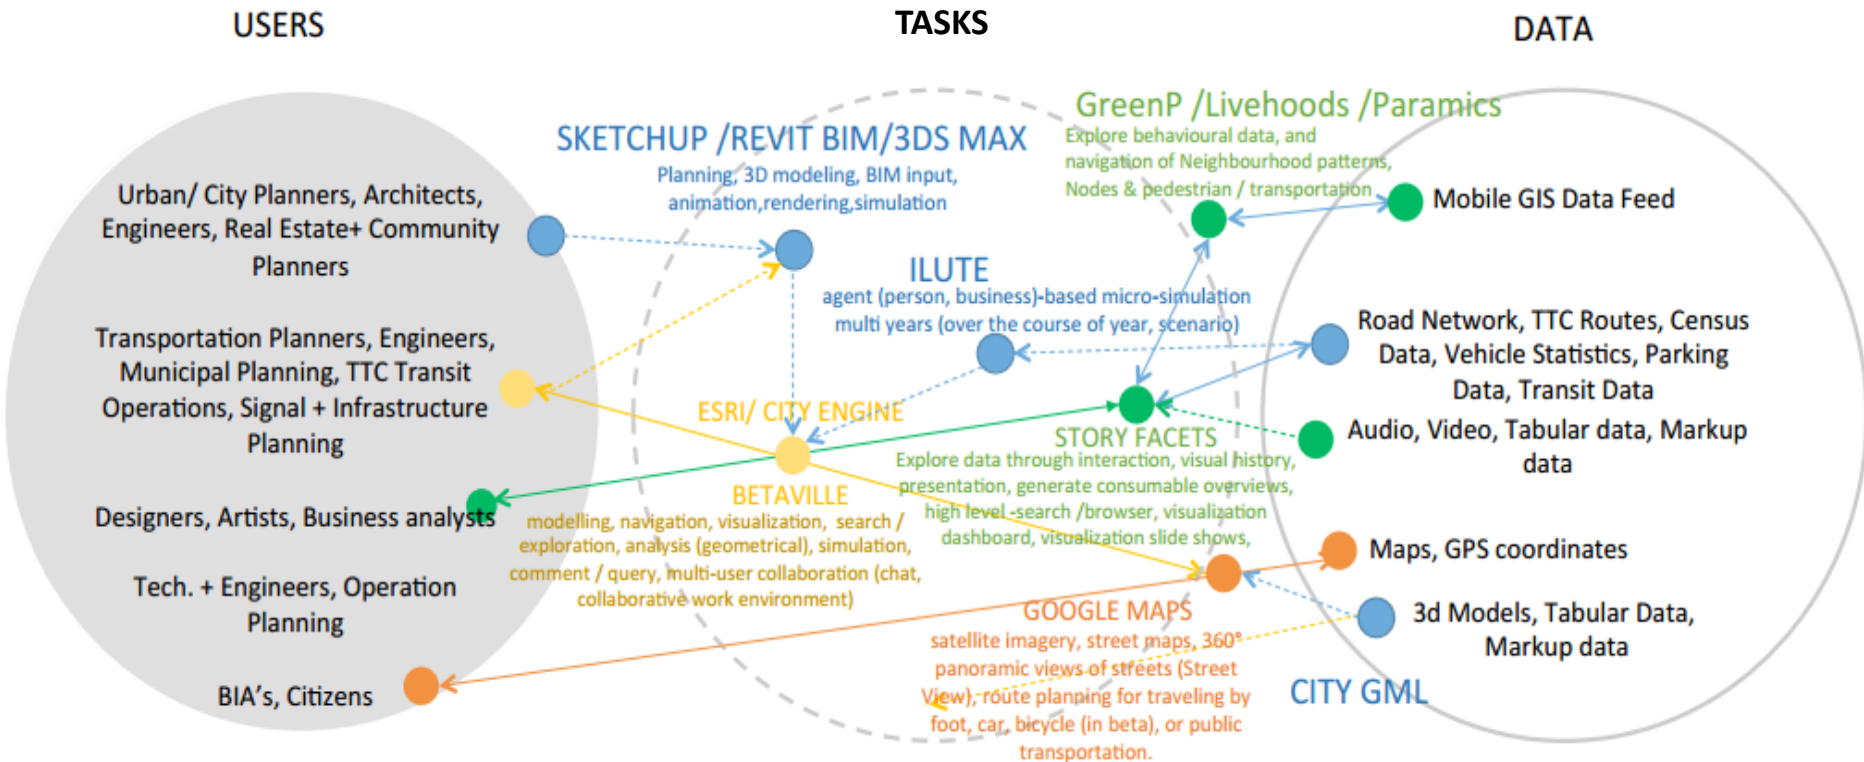 USERS
TASKS
DATA
Urban/ City Planners, Architects,
Engineers, Real Estate+ Community
Planners
Transportation Planners, Engineers,
Municipal Planning, TTC Transit
Operations, Signal + Infrastructure
Planning
Designers, Artists, Business analysts
Tech. + Engineers, Operation
Planning
BIA's, Citizens
SKETCHUP /REVIT BIM/3DS MAX
Planning, 3D modeling, BIM input,
animation,rendering,simulation
GreenP /Livehoods /Paramics
Explore behavioural data, and
navigation of Neighbourhood patterns,
Nodes & pedestrian / transportation
ILUTE
agent (person, business)-based micro-simulation
multi years (over the course of year, scenario)
ESRI/ CITY ENGINE
BETAVILLE
modelling, navigation, visualization, search /
exploration, analysis (geometrical), simulation,
comment / query, multi-user collaboration (chat,
collaborative work environment)
STORY FACETS
Explore data through interaction, visual history,
presentation, generate consumable overviews,
high level -search /browser, visualization
dashboard, visualization slide shows,
GOOGLE MAPS
satellite imagery, street maps, 360°
panoramic views of streets (Street
View), route planning for traveling by
foot, car, bicycle (in beta), or public
transportation.
Mobile GIS Data Feed
Road Network, TTC Routes, Census
Data, Vehicle Statistics, Parking
Data, Transit Data
Audio, Video, Tabular data, Markup
data
Maps, GPS coordinates
3d Models, Tabular Data,
Markup data
CITY GML